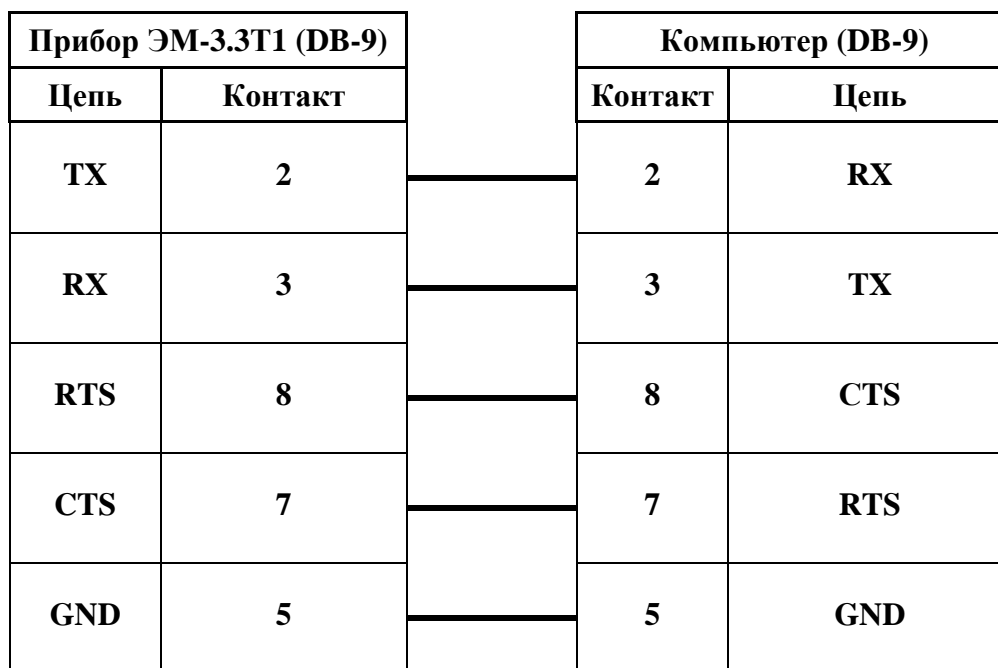 Прибор ЭМ-3.3Т1 (DB-9) Компьютер (DB-9)
Цепь Контакт Контакт Цепь
TX 2 2 RX
RX 3 3 TX
RTS 8 8 CTS
CTS 7 7 RTS
GND 5 5 GND